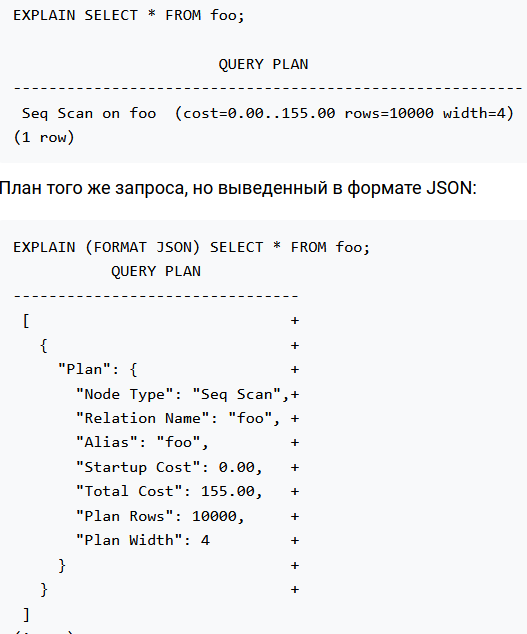 EXPLAIN SELECT * FROM foo;
QUERY PLAN
---------------------------------------------------------
Seq Scan on foo  (cost=0.00..155.00 rows=10000 width=4)
(1 row)
План того же запроса, но выведенный в формате JSON:
EXPLAIN (FORMAT JSON) SELECT * FROM foo;
           QUERY PLAN
--------------------------------
 [                             +
   {                           +
     "Plan": {                 +
       "Node Type": "Seq Scan",+
       "Relation Name": "foo", +
       "Alias": "foo",         +
       "Startup Cost": 0.00,   +
       "Total Cost": 155.00,   +
       "Plan Rows": 10000,     +
       "Plan Width": 4         +
     }                         +
   }                           +
 ]